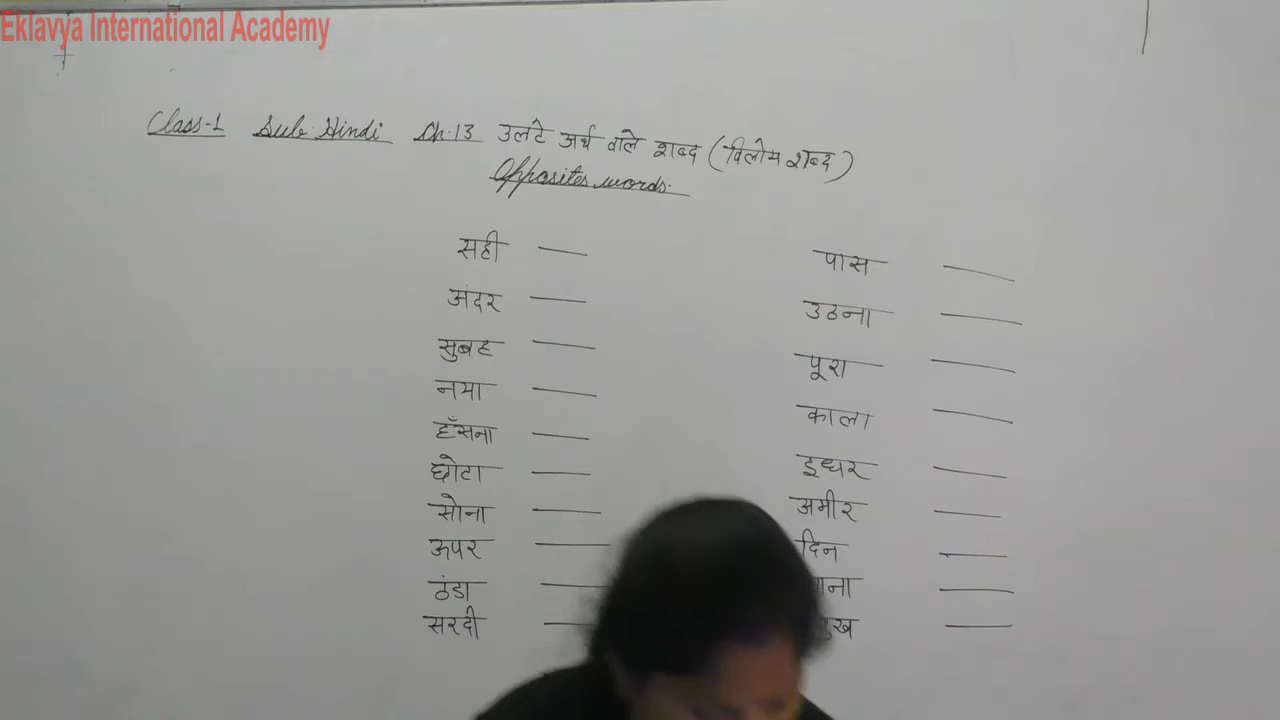 Eklavya International Academy
Class-1 Sub: Hindi Ch.13 उलटे अर्थ वाले शब्द (विलोम शब्द)
Opposites words.
सही — पास —
अंदर — उठना —
सुबह — पूरा —
नया — काला —
हँसना — इधर —
छोटा — अमीर —
सोना — दिन —
ऊपर —
ठंडा —
सरदी —